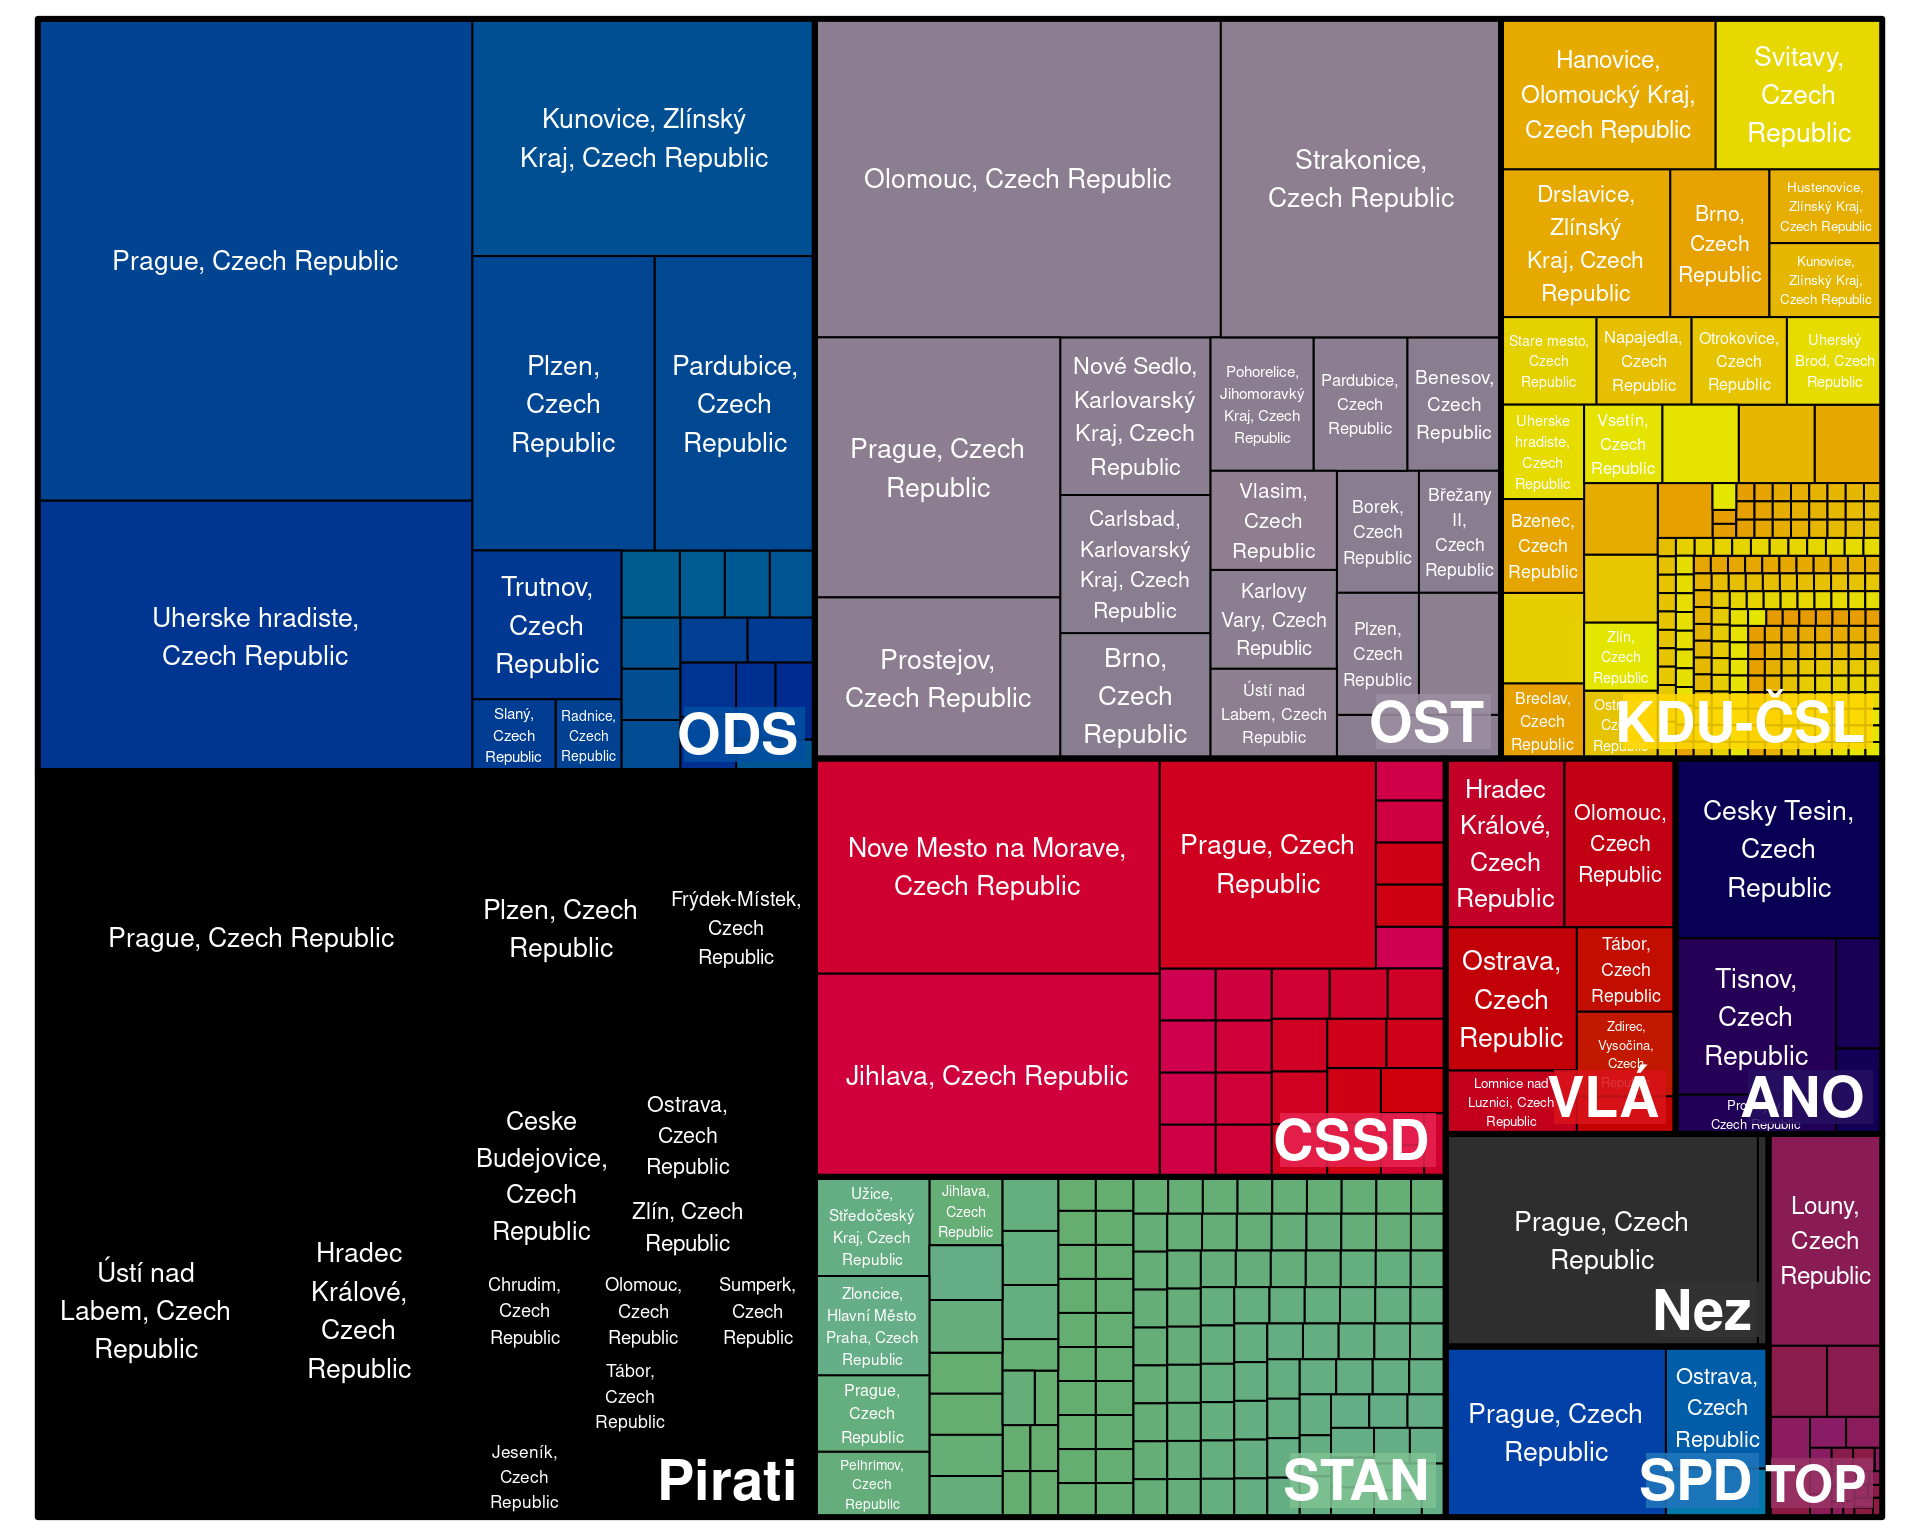 Prague, Czech Republic
Kunovice, Zlínský
Kraj, Czech Republic
Plzen,
Czech
Republic
Pardubice,
Czech
Republic
Uherske hradiste,
Czech Republic
Trutnov,
Czech
Republic
Slaný,
Czech
Republic
Radnice,
Czech
Republic
ODS
Olomouc, Czech Republic
Strakonice,
Czech Republic
Prague, Czech
Republic
Prostejov,
Czech Republic
Nové Sedlo,
Karlovarský
Kraj, Czech
Republic
Carlsbad,
Karlovarský
Kraj, Czech
Republic
Brno,
Czech
Republic
Pohorelice,
Jihomoravký
Kraj, Czech
Republic
Pardubice,
Czech
Republic
Benesov,
Czech
Republic
Vlasim,
Czech
Republic
Borek,
Czech
Republic
Břežany
II,
Czech
Republic
Karlovy
Vary, Czech
Republic
Plzen,
Czech
Republic
Ústí nad
Labem, Czech
Republic
OST
Hanovice,
Olomoucký Kraj,
Czech Republic
Svitavy,
Czech
Republic
Drslavice,
Zlínský
Kraj, Czech
Republic
Brno,
Czech
Republic
Hustenovice,
Zlínský Kraj,
Czech Republic
Kunovice,
Zlínský Kraj,
Czech Republic
Stare mesto,
Czech
Republic
Napajedla,
Czech
Republic
Otrokovice,
Czech
Republic
Uherský
Brod, Czech
Republic
Uherske
hradiste,
Czech
Republic
Vsetín,
Czech
Republic
Bzenec,
Czech
Republic
Zlín,
Czech
Republic
Breclav,
Czech
Republic
KDU-ČSL
Prague, Czech Republic
Plzen, Czech
Republic
Frýdek-Místek,
Czech
Republic
Ústí nad
Labem, Czech
Republic
Hradec
Králové,
Czech
Republic
Ceske
Budejovice,
Czech
Republic
Ostrava,
Czech
Republic
Zlín, Czech
Republic
Chrudim,
Czech
Republic
Olomouc,
Czech
Republic
Sumperk,
Czech
Republic
Tábor,
Czech
Republic
Jeseník,
Czech
Republic
Pirati
Nove Mesto na Morave,
Czech Republic
Prague, Czech
Republic
Jihlava, Czech Republic
CSSD
Hradec
Králové,
Czech
Republic
Olomouc,
Czech
Republic
Ostrava,
Czech
Republic
Tábor,
Czech
Republic
Zdirec,
Vysočina,
Czech
Republic
Lomnice nad
Luznici, Czech
Republic
VLÁ
Cesky Tesin,
Czech
Republic
Tisnov,
Czech
Republic
Czech Republic
ANO
Užice,
Středočeský
Kraj, Czech
Republic
Jihlava,
Czech
Republic
Zloncice,
Hlavní Město
Praha, Czech
Republic
Prague,
Czech
Republic
Pelhrimov,
Czech
Republic
STAN
Prague, Czech
Republic
Nez
Prague, Czech
Republic
Ostrava,
Czech
Republic
SPD
Louny,
Czech
Republic
TOP